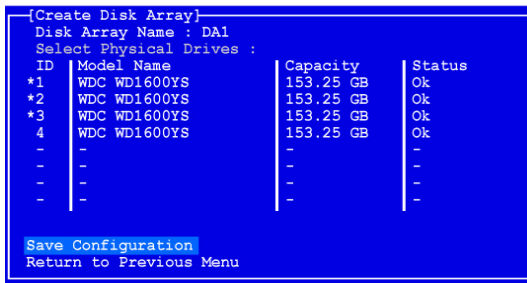 [Create Disk Array]
Disk Array Name : DA1
Select Physical Drives :
ID Model Name Capacity Status
*1 WDC WD1600YS 153.25 GB Ok
*2 WDC WD1600YS 153.25 GB Ok
*3 WDC WD1600YS 153.25 GB Ok
4 WDC WD1600YS 153.25 GB Ok
- - - -
- - - -
- - - -
- - - -
Save Configuration
Return to Previous Menu